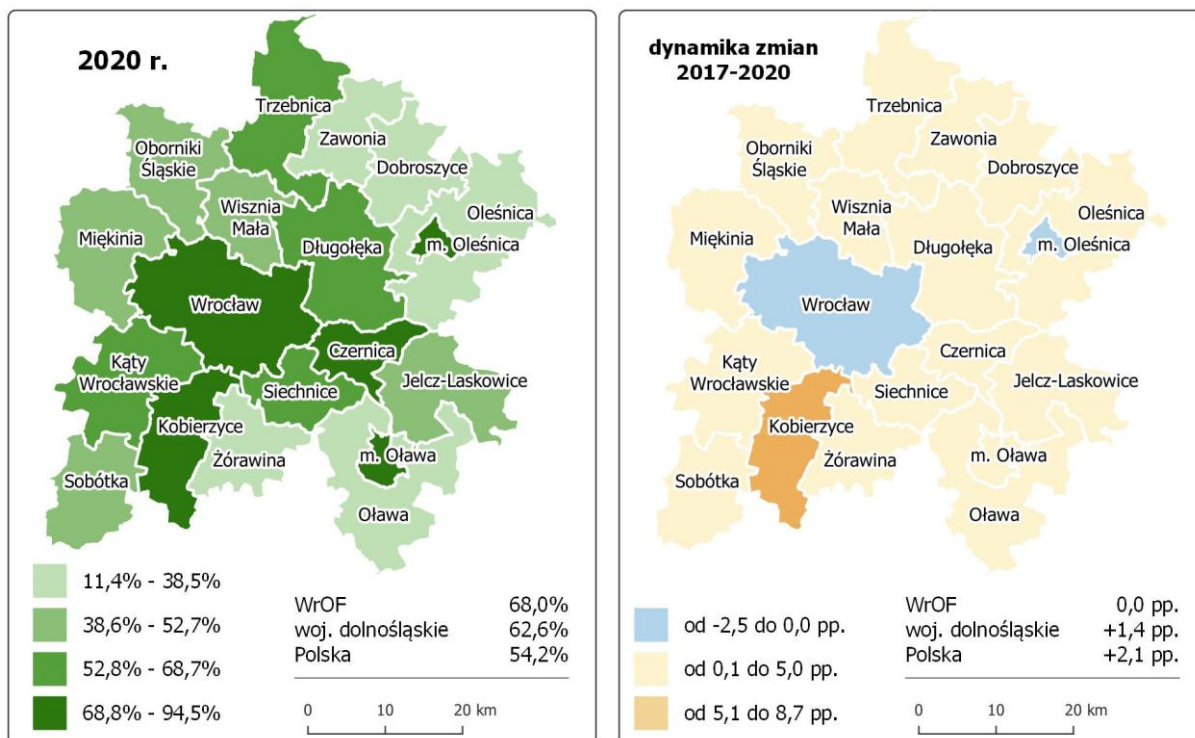 2020 r.
Trzebnica
Zawonia
Oborniki
Śląskie
Dobroszyce
Wisznia
Mała
Oleśnica
Miękinia
Długołęka
m. Oleśnica
Wrocław
Czernica
Kąty
Wrocławskie
Siechnice
Jelcz-Laskowice
Kobierzyce
m. Oława
Żórawina
Sobótka
Oława
11,4% - 38,5%
38,6% - 52,7%
52,8% - 68,7%
68,8% - 94,5%
WrOF 68,0%
woj. dolnośląskie 62,6%
Polska 54,2%
0 10 20 km
dynamika zmian
2017-2020
Trzebnica
Zawonia
Oborniki
Śląskie
Dobroszyce
Wisznia
Mała
Oleśnica
Miękinia
Długołęka
m. Oleśnica
Wrocław
Czernica
Kąty
Wrocławskie
Siechnice
Jelcz-Laskowice
Kobierzyce
m. Oława
Żórawina
Sobótka
Oława
od -2,5 do 0,0 pp.
od 0,1 do 5,0 pp.
od 5,1 do 8,7 pp.
WrOF 0,0 pp.
woj. dolnośląskie +1,4 pp.
Polska +2,1 pp.
0 10 20 km